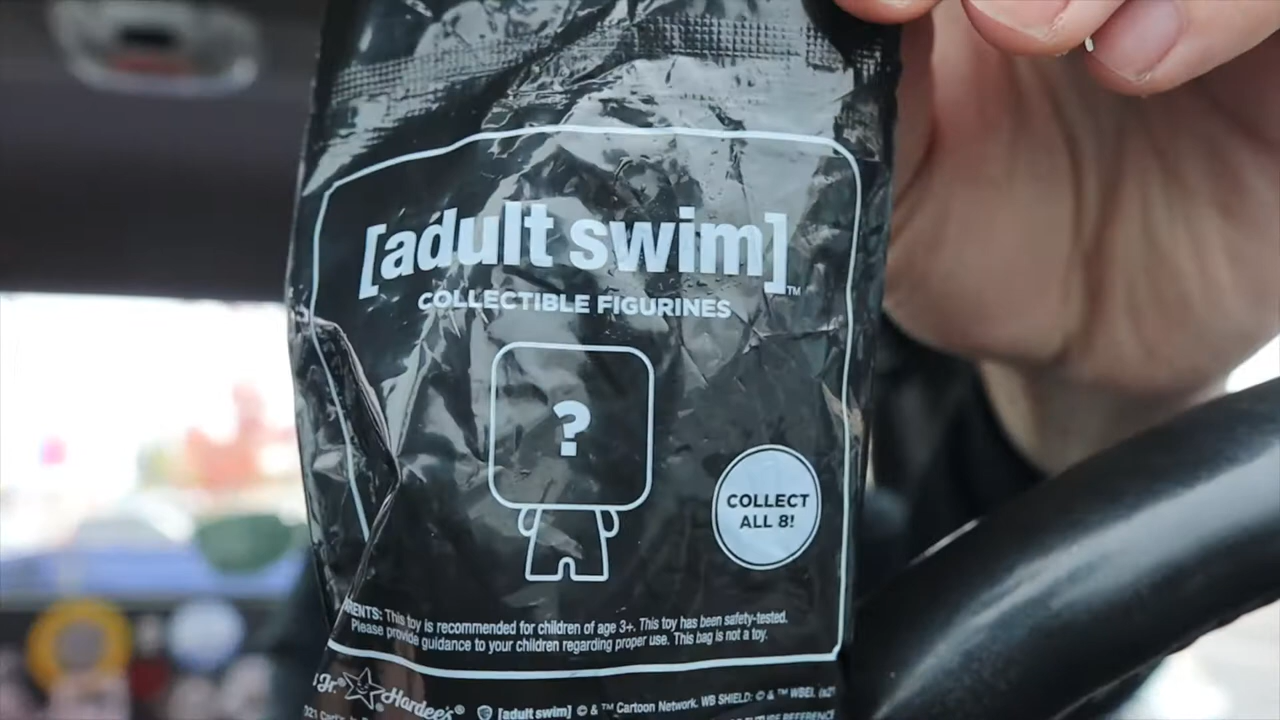 [adult swim]™
COLLECTIBLE FIGURINES
?
COLLECT
ALL 8!
This toy is recommended for children of age 3+. This toy has been safety-tested.
Please provide guidance to your children regarding proper use. This bag is not a toy.
Jr.® Hardee's®
[adult swim] © & ™ Cartoon Network. WB SHIELD: © & ™ WBEI.
REFERENCE